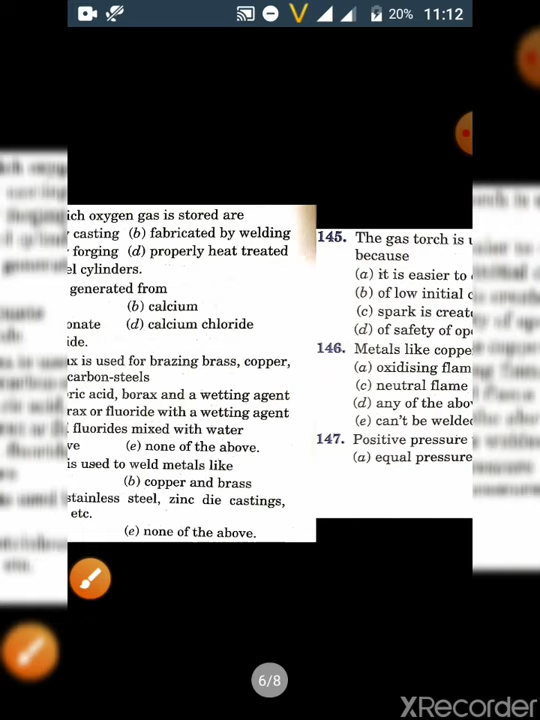 20% 11:12
ich oxygen gas is stored are
casting (b) fabricated by welding
forging (d) properly heat treated
el cylinders.
generated from
(b) calcium
onate (d) calcium chloride
ide.
ux is used for brazing brass, copper,
carbon-steels
ric acid, borax and a wetting agent
rax or fluoride with a wetting agent
fluorides mixed with water
ve (e) none of the above.
is used to weld metals like
(b) copper and brass
stainless steel, zinc die castings,
etc.
(e) none of the above.
145. The gas torch is u
because
(a) it is easier to
(b) of low initial c
(c) spark is create
(d) of safety of ope
146. Metals like coppe
(a) oxidising flam
(c) neutral flame
(d) any of the abo
(e) can't be welde
147. Positive pressure
(a) equal pressure
6/8
XRecorder